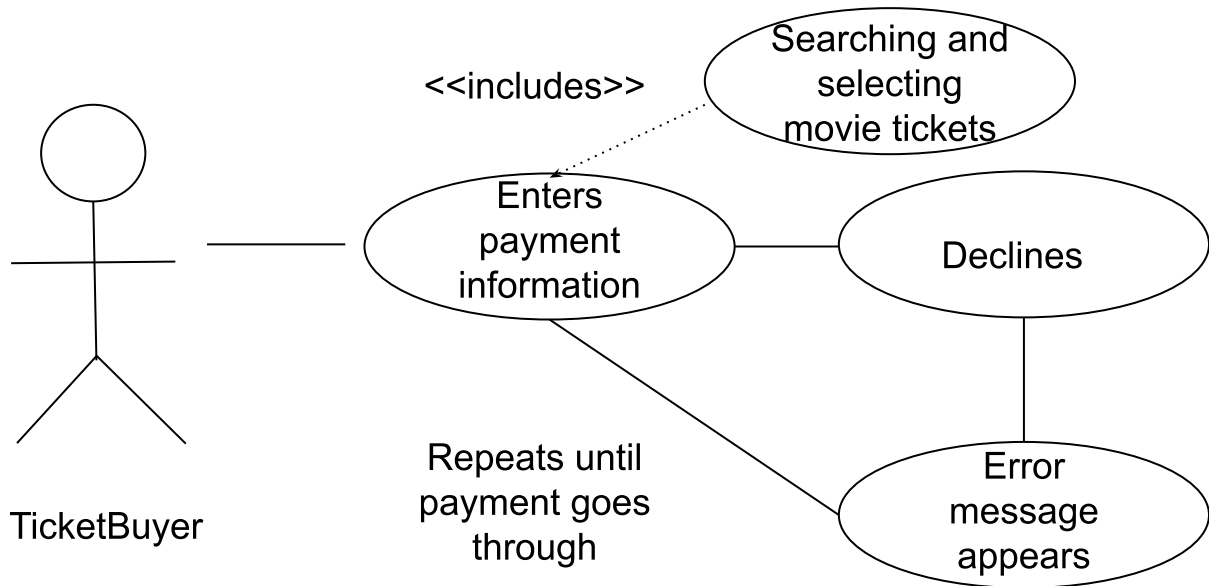 <<includes>>
Searching and
selecting
movie tickets
Enters
payment
information
Declines
Repeats until
payment goes
through
Error
message
appears
TicketBuyer